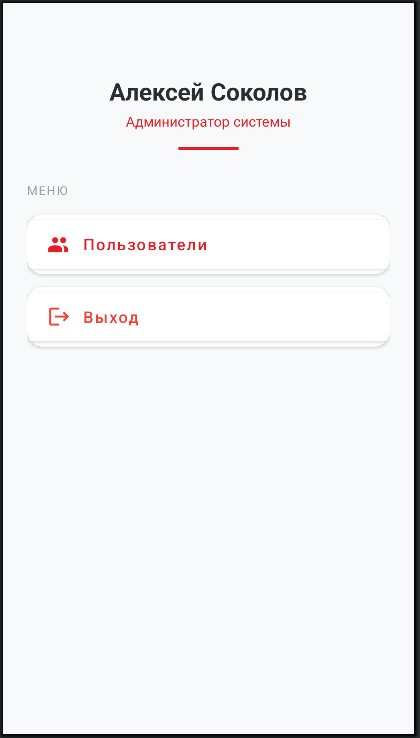 Алексей Соколов
Администратор системы
МЕНЮ
Пользователи
Выход